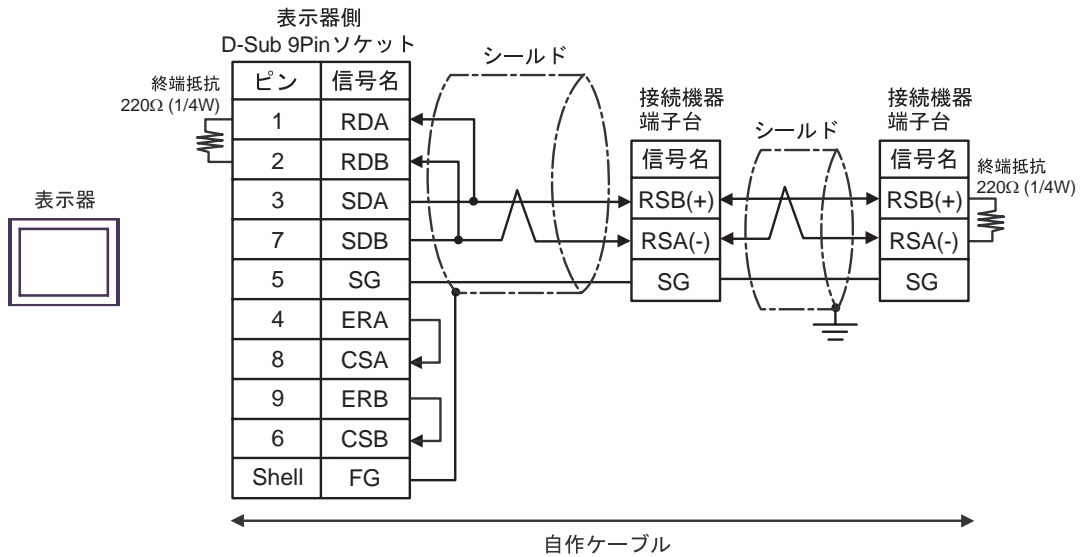 表示器側
D-Sub 9Pinソケット
シールド
終端抵抗
220Ω (1/4W)
ピン 信号名
1 RDA
2 RDB
3 SDA
7 SDB
5 SG
4 ERA
8 CSA
9 ERB
6 CSB
Shell FG
表示器
接続機器
端子台
信号名
RSB(+)
RSA(-)
SG
シールド
接続機器
端子台
信号名
RSB(+)
RSA(-)
SG
終端抵抗
220Ω (1/4W)
自作ケーブル